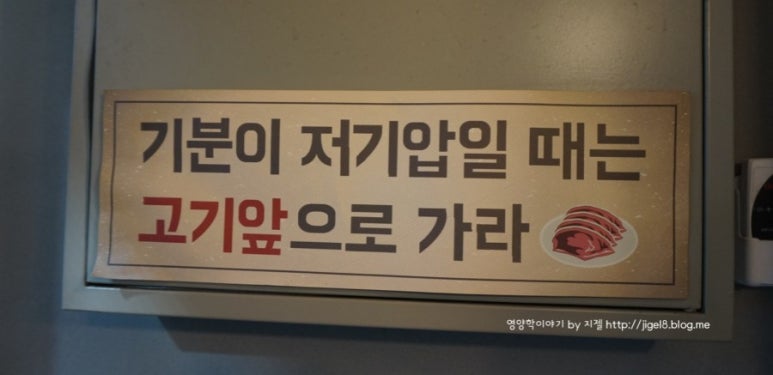 기분이 저기압일 때는
고기앞으로 가라
영양학이야기 by 지젤 http://jigel8.blog.me